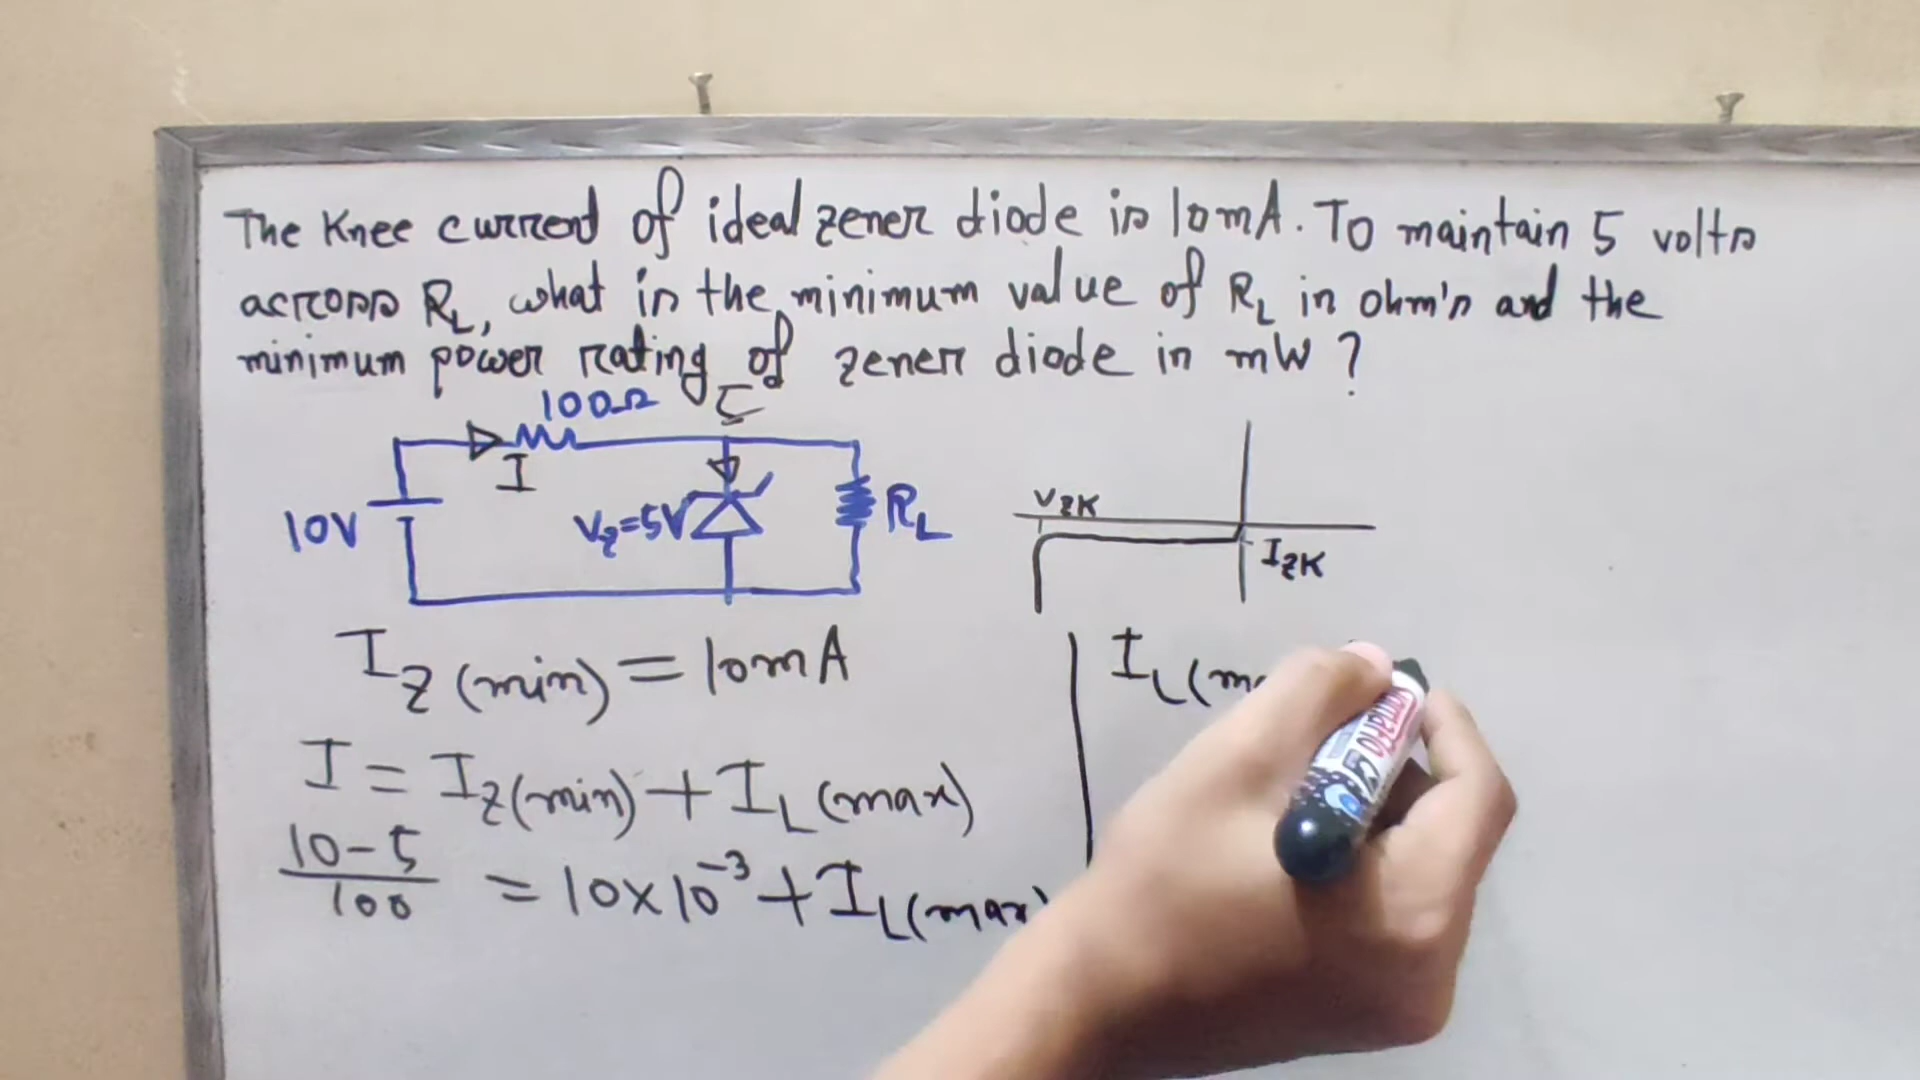 The Knee current of ideal zener diode is 10mA. To maintain 5 volts
across RL, what is the minimum value of RL in ohm's and the
minimum power rating of zener diode in mW?
100Ω
I
10V
Vz=5V
RL
VZK
IZK
IZ(min) = 10mA
I = IZ(min) + IL(max)
10-5
100
= 10×10⁻³ + IL(max)
IL(ma